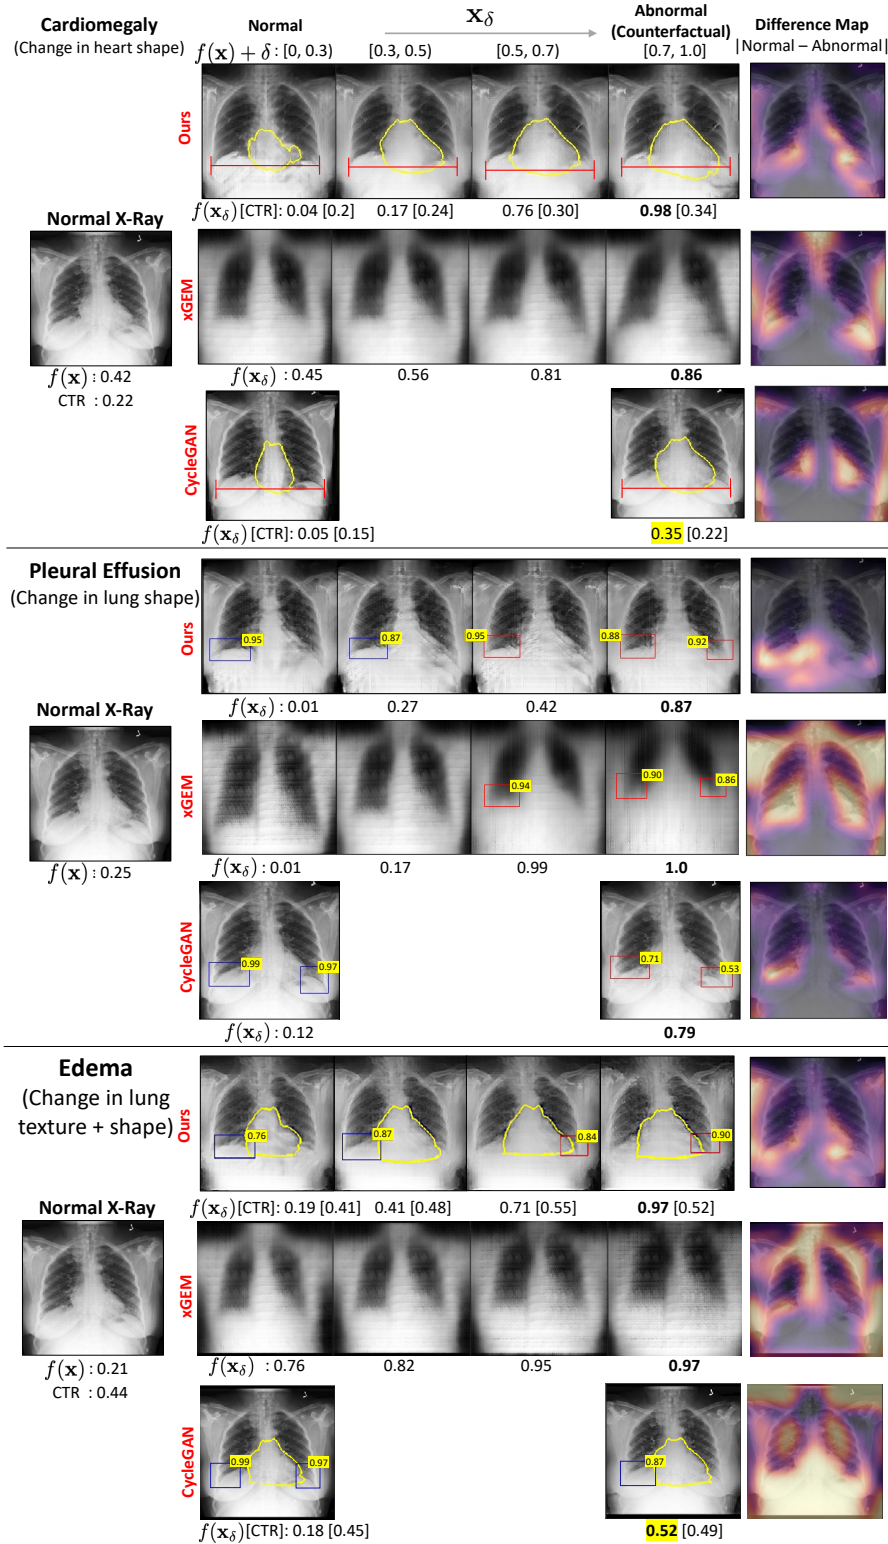 Cardiomegaly
(Change in heart shape)
Normal
𝐱_δ
Abnormal
(Counterfactual)
Difference Map
|Normal – Abnormal|
f(𝐱) + δ : [0, 0.3)
[0.3, 0.5)
[0.5, 0.7)
[0.7, 1.0]
Ours
f(𝐱_δ)[CTR]: 0.04 [0.2]
0.17 [0.24]
0.76 [0.30]
0.98 [0.34]
Normal X-Ray
f(𝐱) : 0.42
CTR : 0.22
xGEM
f(𝐱_δ) : 0.45
0.56
0.81
0.86
CycleGAN
f(𝐱_δ) [CTR]: 0.05 [0.15]
0.35 [0.22]
Pleural Effusion
(Change in lung shape)
Ours
0.95
0.87
0.95
0.88
0.92
f(𝐱_δ) : 0.01
0.27
0.42
0.87
Normal X-Ray
f(𝐱) : 0.25
xGEM
0.94
0.90
0.86
f(𝐱_δ) : 0.01
0.17
0.99
1.0
CycleGAN
0.99
0.97
0.71
0.53
f(𝐱_δ) : 0.12
0.79
Edema
(Change in lung
texture + shape)
Ours
0.76
0.87
0.84
0.90
f(𝐱_δ)[CTR]: 0.19 [0.41]
0.41 [0.48]
0.71 [0.55]
0.97 [0.52]
Normal X-Ray
f(𝐱) : 0.21
CTR : 0.44
xGEM
f(𝐱_δ) : 0.76
0.82
0.95
0.97
CycleGAN
0.99
0.97
0.87
f(𝐱_δ) [CTR]: 0.18 [0.45]
0.52 [0.49]